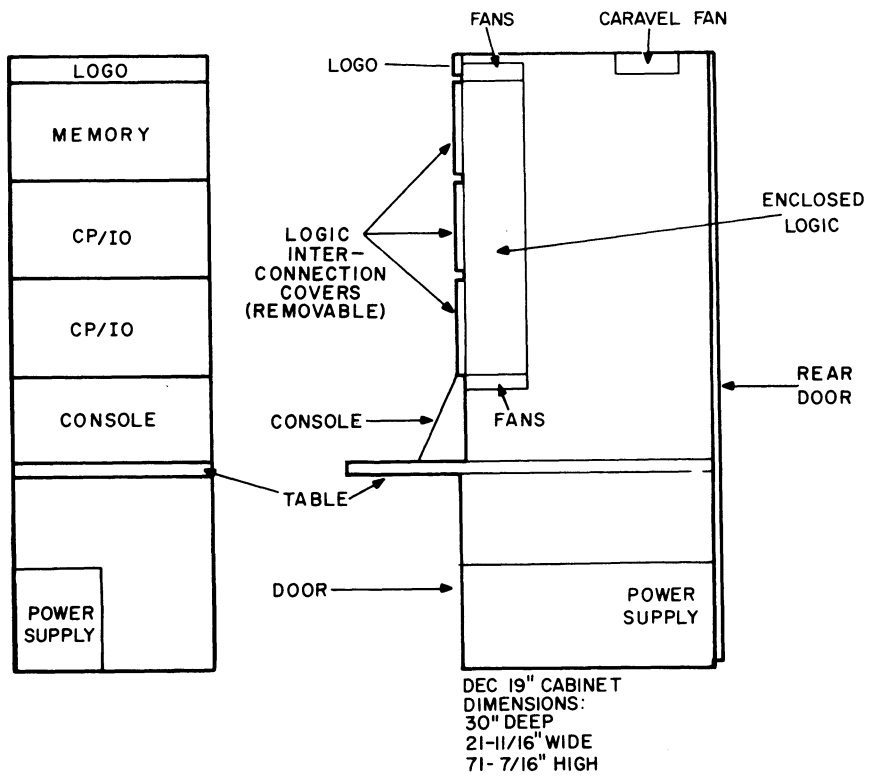 LOGO
MEMORY
CP/IO
CP/IO
CONSOLE
POWER
SUPPLY
FANS
CARAVEL FAN
LOGO
ENCLOSED
LOGIC
LOGIC
INTER-
CONNECTION
COVERS
(REMOVABLE)
REAR
DOOR
CONSOLE
FANS
TABLE
DOOR
POWER
SUPPLY
DEC 19" CABINET
DIMENSIONS:
30" DEEP
21-11/16" WIDE
71-7/16" HIGH